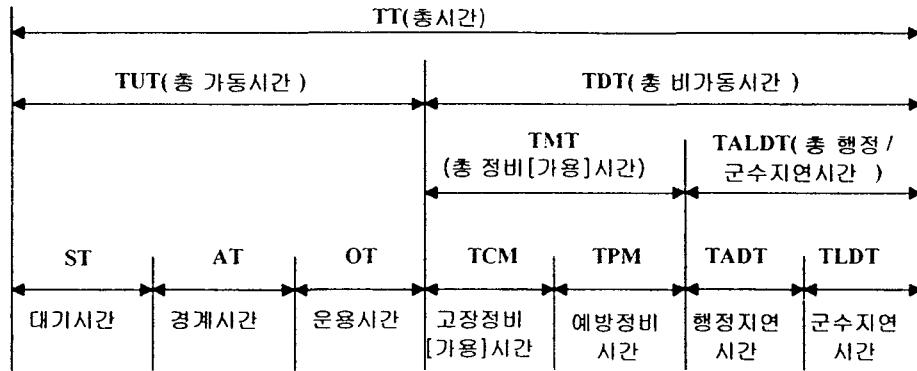 TT(총시간)
TUT( 총 가동시간 )
TDT( 총 비가동시간 )
TMT
(총 정비[가용]시간)
TALDT( 총 행정 /
군수지연시간 )
ST
AT
OT
TCM
TPM
TADT
TLDT
대기시간
경계시간
운용시간
고장정비
[가용]시간
예방정비
시간
행정지연
시간
군수지연
시간